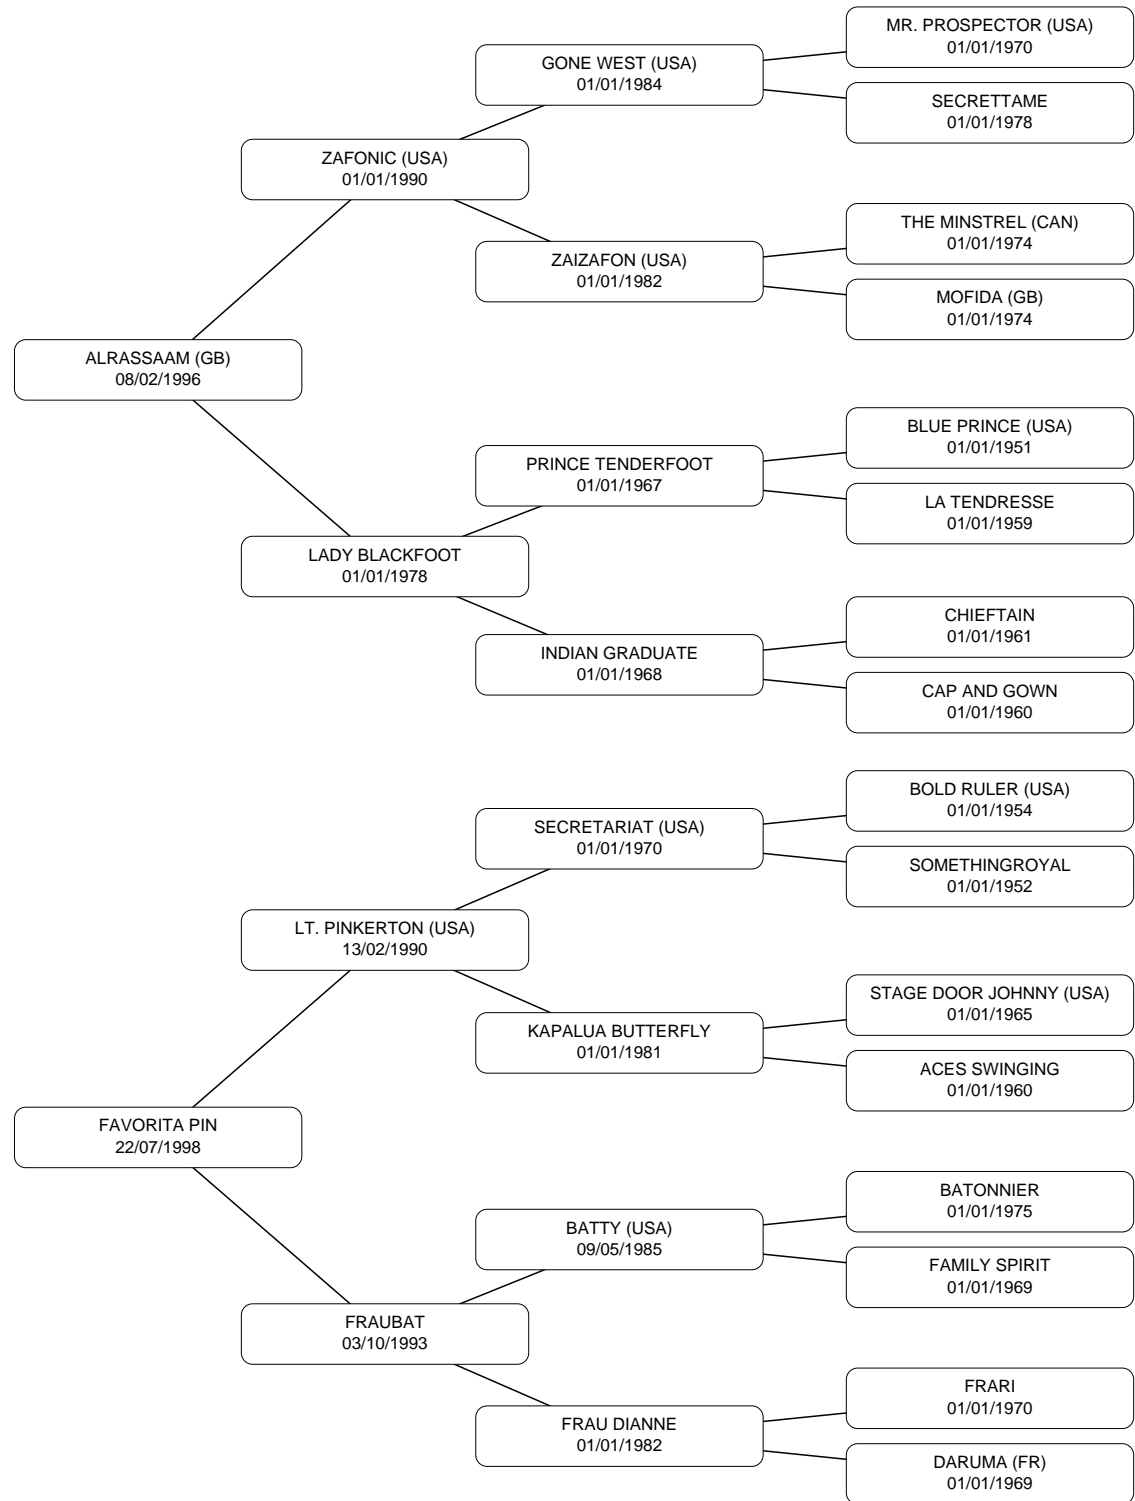 MR. PROSPECTOR (USA)
01/01/1970
GONE WEST (USA)
01/01/1984
SECRETTAME
01/01/1978
ZAFONIC (USA)
01/01/1990
THE MINSTREL (CAN)
01/01/1974
ZAIZAFON (USA)
01/01/1982
MOFIDA (GB)
01/01/1974
ALRASSAAM (GB)
08/02/1996
BLUE PRINCE (USA)
01/01/1951
PRINCE TENDERFOOT
01/01/1967
LA TENDRESSE
01/01/1959
LADY BLACKFOOT
01/01/1978
CHIEFTAIN
01/01/1961
INDIAN GRADUATE
01/01/1968
CAP AND GOWN
01/01/1960
BOLD RULER (USA)
01/01/1954
SECRETARIAT (USA)
01/01/1970
SOMETHINGROYAL
01/01/1952
LT. PINKERTON (USA)
13/02/1990
STAGE DOOR JOHNNY (USA)
01/01/1965
KAPALUA BUTTERFLY
01/01/1981
ACES SWINGING
01/01/1960
FAVORITA PIN
22/07/1998
BATONNIER
01/01/1975
BATTY (USA)
09/05/1985
FAMILY SPIRIT
01/01/1969
FRAUBAT
03/10/1993
FRARI
01/01/1970
FRAU DIANNE
01/01/1982
DARUMA (FR)
01/01/1969